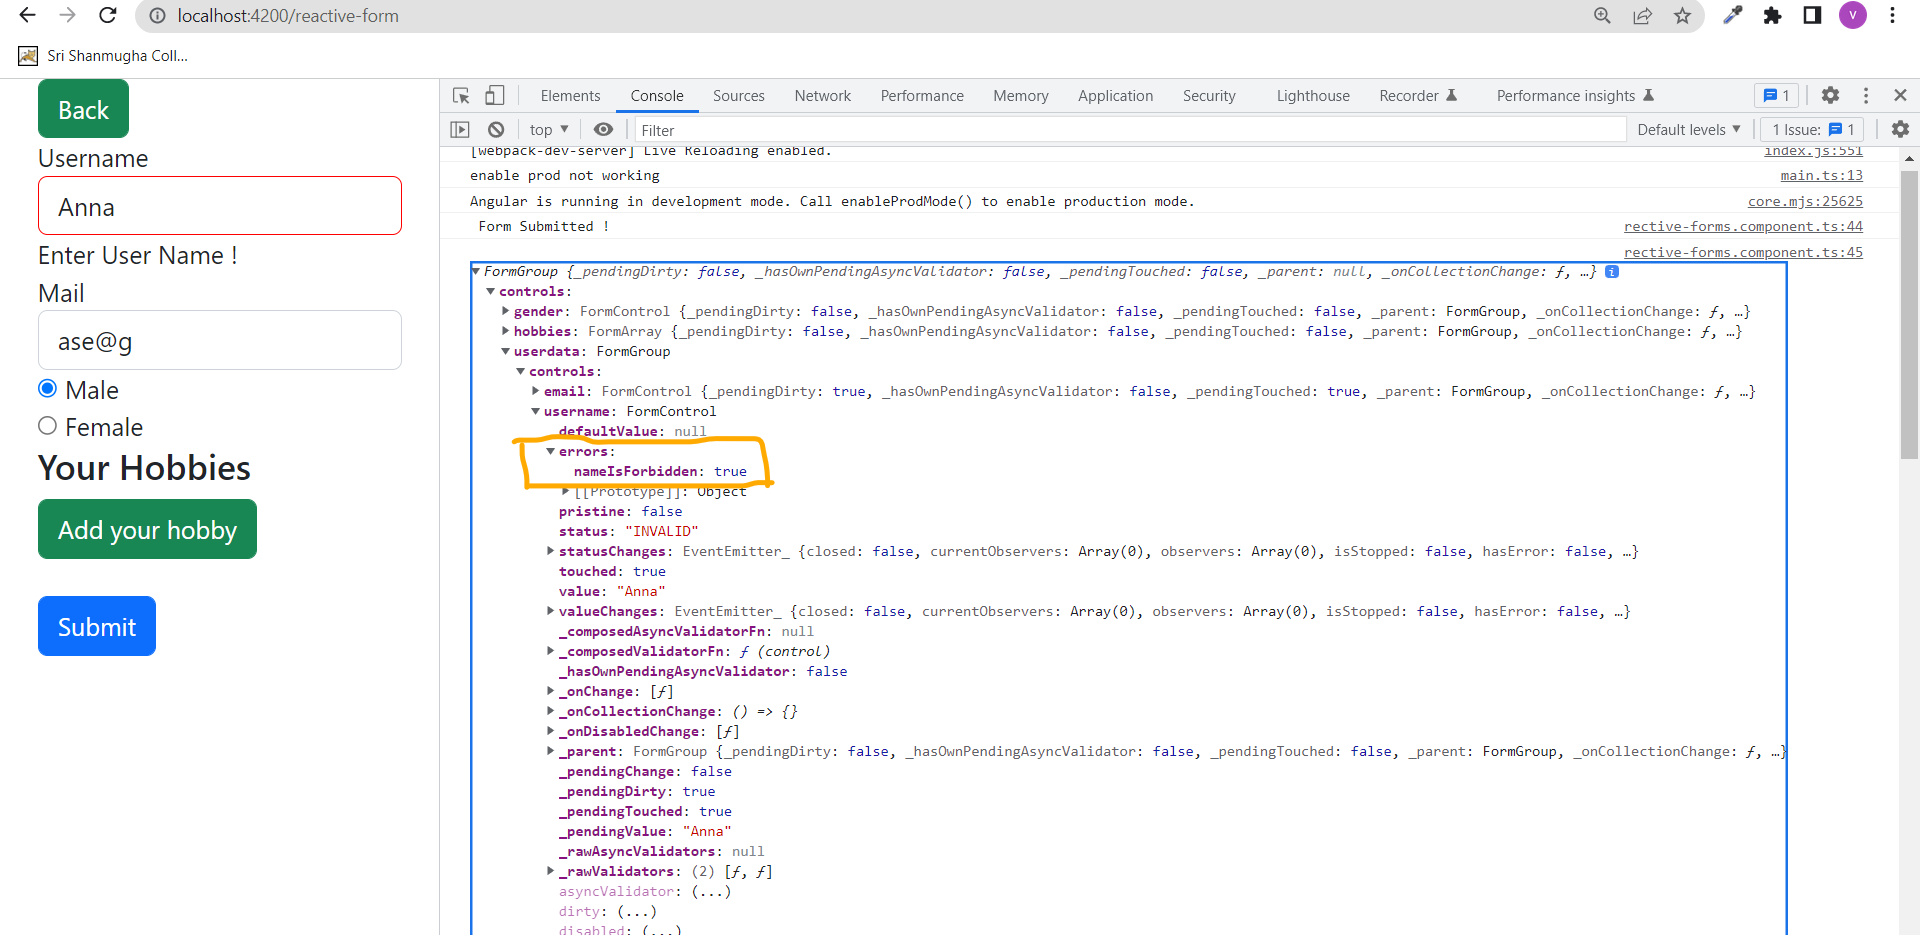 localhost:4200/reactive-form
V
Sri Shanmugha Coll...
Back
Username
Anna
Enter User Name !
Mail
ase@g
Male
Female
Your Hobbies
Add your hobby
Submit
Elements Console Sources Network Performance Memory Application Security Lighthouse Recorder Performance insights 1
top Filter Default levels 1 Issue: 1
[webpack-dev-server] Live Reloading enabled. index.js:551
enable prod not working main.ts:13
Angular is running in development mode. Call enableProdMode() to enable production mode. core.mjs:25625
Form Submitted ! rective-forms.component.ts:44
rective-forms.component.ts:45
FormGroup {_pendingDirty: false, _hasOwnPendingAsyncValidator: false, _pendingTouched: false, _parent: null, _onCollectionChange: ƒ, …} i
controls:
gender: FormControl {_pendingDirty: false, _hasOwnPendingAsyncValidator: false, _pendingTouched: false, _parent: FormGroup, _onCollectionChange: ƒ, …}
hobbies: FormArray {_pendingDirty: false, _hasOwnPendingAsyncValidator: false, _pendingTouched: false, _parent: FormGroup, _onCollectionChange: ƒ, …}
userdata: FormGroup
controls:
email: FormControl {_pendingDirty: true, _hasOwnPendingAsyncValidator: false, _pendingTouched: true, _parent: FormGroup, _onCollectionChange: ƒ, …}
username: FormControl
defaultValue: null
errors:
nameIsForbidden: true
[[Prototype]]: Object
pristine: false
status: "INVALID"
statusChanges: EventEmitter_ {closed: false, currentObservers: Array(0), observers: Array(0), isStopped: false, hasError: false, …}
touched: true
value: "Anna"
valueChanges: EventEmitter_ {closed: false, currentObservers: Array(0), observers: Array(0), isStopped: false, hasError: false, …}
_composedAsyncValidatorFn: null
_composedValidatorFn: ƒ (control)
_hasOwnPendingAsyncValidator: false
_onChange: [ƒ]
_onCollectionChange: () => {}
_onDisabledChange: [ƒ]
_parent: FormGroup {_pendingDirty: false, _hasOwnPendingAsyncValidator: false, _pendingTouched: false, _parent: FormGroup, _onCollectionChange: ƒ, …}
_pendingChange: false
_pendingDirty: true
_pendingTouched: true
_pendingValue: "Anna"
_rawAsyncValidators: null
_rawValidators: (2) [ƒ, ƒ]
asyncValidator: (...)
dirty: (...)
disabled: (...)